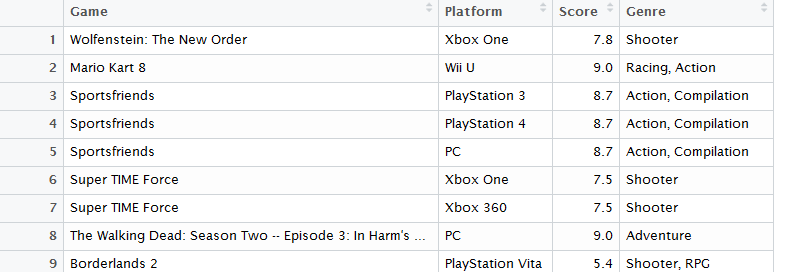 Game Platform Score Genre
1 Wolfenstein: The New Order Xbox One 7.8 Shooter
2 Mario Kart 8 Wii U 9.0 Racing, Action
3 Sportsfriends PlayStation 3 8.7 Action, Compilation
4 Sportsfriends PlayStation 4 8.7 Action, Compilation
5 Sportsfriends PC 8.7 Action, Compilation
6 Super TIME Force Xbox One 7.5 Shooter
7 Super TIME Force Xbox 360 7.5 Shooter
8 The Walking Dead: Season Two -- Episode 3: In Harm's ... PC 9.0 Adventure
9 Borderlands 2 PlayStation Vita 5.4 Shooter, RPG